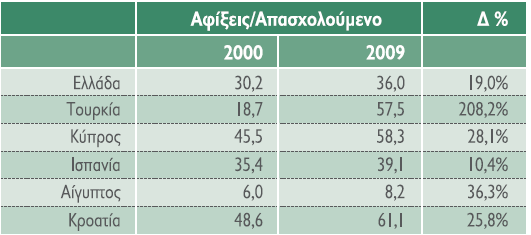 Αφίξεις/Απασχολούμενο Δ %
2000 2009
Ελλάδα 30,2 36,0 19,0%
Τουρκία 18,7 57,5 208,2%
Κύπρος 45,5 58,3 28,1%
Ισπανία 35,4 39,1 10,4%
Αίγυπτος 6,0 8,2 36,3%
Κροατία 48,6 61,1 25,8%